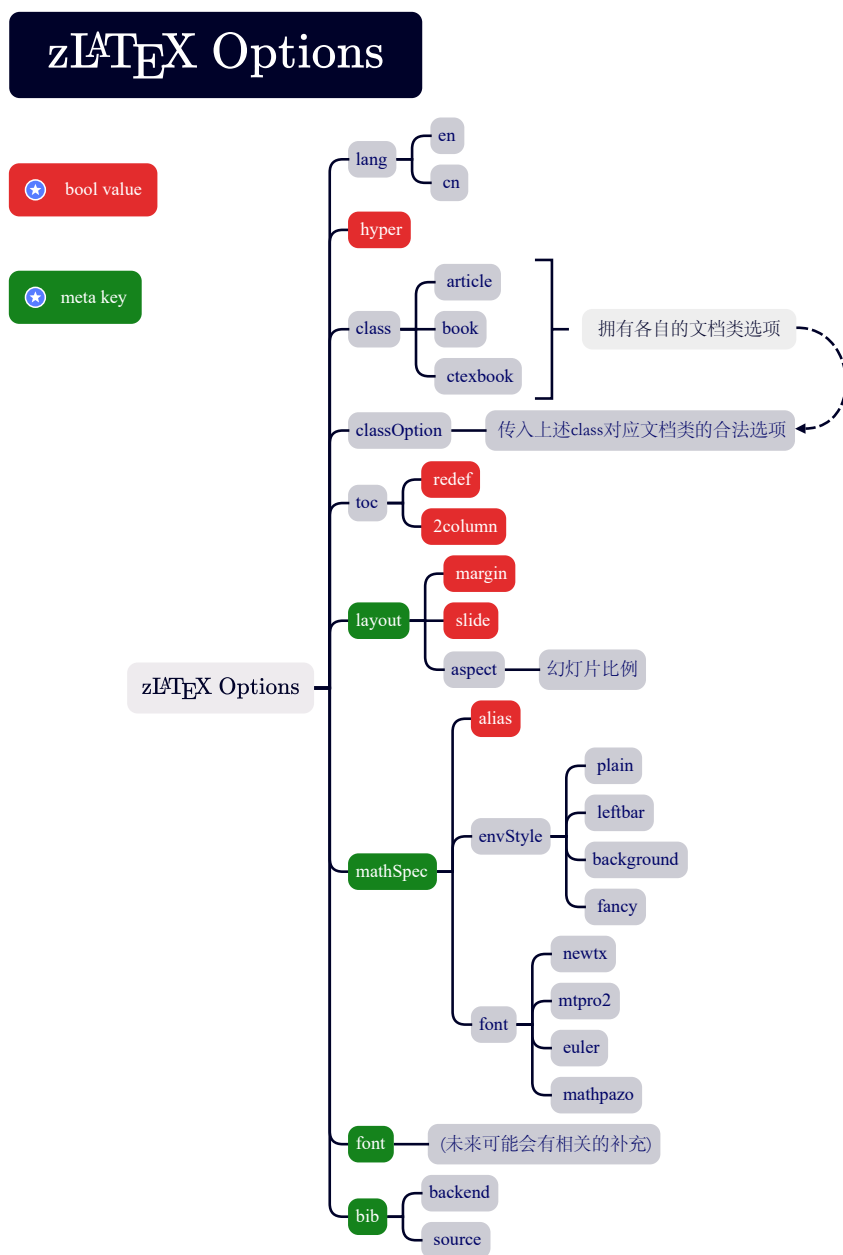 zLATEX Options
bool value
meta key
zLATEX Options
lang
en
cn
hyper
class
article
book
ctexbook
拥有各自的文档类选项
classOption
传入上述class对应文档类的合法选项
toc
redef
2column
layout
margin
slide
aspect
幻灯片比例
mathSpec
alias
envStyle
plain
leftbar
background
fancy
font
newtx
mtpro2
euler
mathpazo
font
(未来可能会有相关的补充)
bib
backend
source